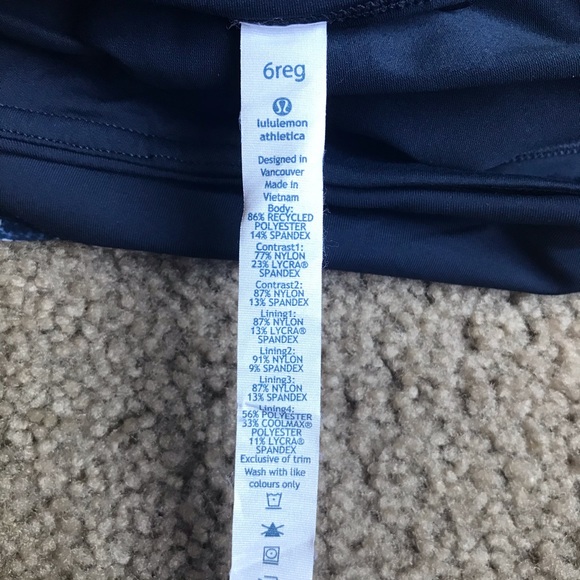 6reg
lululemon
athletica
Designed in
Vancouver
Made in
Vietnam
Body:
86% RECYCLED
POLYESTER
14% SPANDEX
Contrast1:
77% NYLON
23% LYCRA®
SPANDEX
Contrast2:
87% NYLON
13% SPANDEX
Lining1:
87% NYLON
13% LYCRA®
SPANDEX
Lining2:
91% NYLON
9% SPANDEX
Lining3:
87% NYLON
13% SPANDEX
Lining4:
56% POLYESTER
33% COOLMAX®
POLYESTER
11% LYCRA®
SPANDEX
Exclusive of trim
Wash with like
colours only